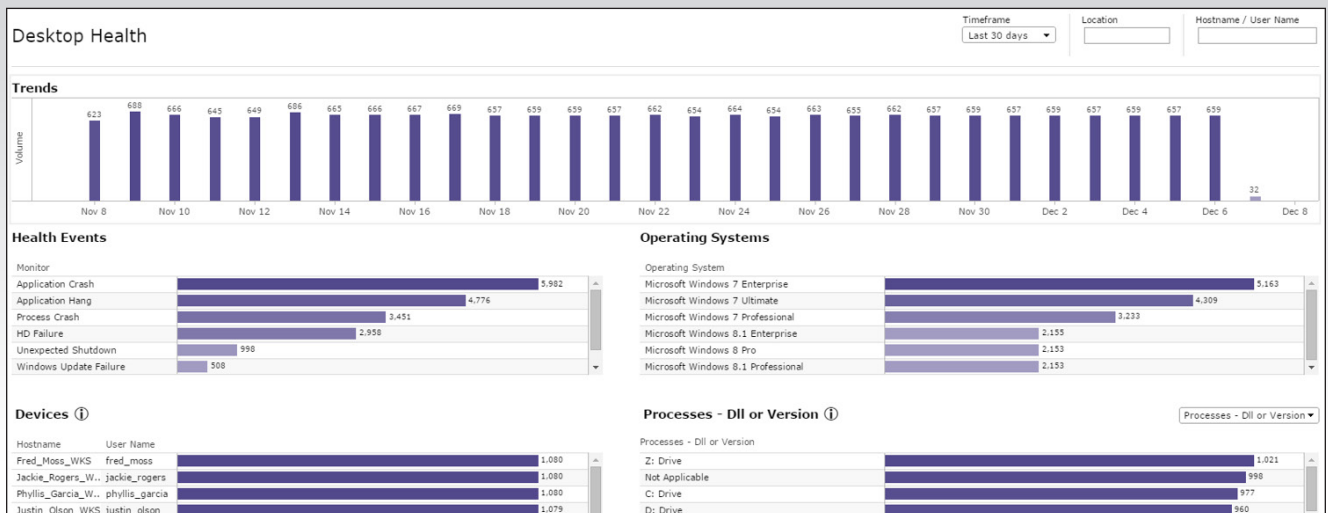 Desktop Health
Timeframe
Last 30 days
Location
Hostname / User Name
Trends
Volume
623 688 666 645 649 686 665 666 667 669 657 659 659 657 662 654 664 654 663 655 662 657 659 657 659 657 659 657 659 32
Nov 8 Nov 10 Nov 12 Nov 14 Nov 16 Nov 18 Nov 20 Nov 22 Nov 24 Nov 26 Nov 28 Nov 30 Dec 2 Dec 4 Dec 6 Dec 8
Health Events
Monitor
Application Crash 5,982
Application Hang 4,776
Process Crash 3,451
HD Failure 2,958
Unexpected Shutdown 998
Windows Update Failure 508
Operating Systems
Operating System
Microsoft Windows 7 Enterprise 5,163
Microsoft Windows 7 Ultimate 4,309
Microsoft Windows 7 Professional 3,233
Microsoft Windows 8.1 Enterprise 2,155
Microsoft Windows 8 Pro 2,153
Microsoft Windows 8.1 Professional 2,153
Devices ⓘ
Hostname User Name
Fred_Moss_WKS fred_moss 1,080
Jackie_Rogers_W.. jackie_rogers 1,080
Phyllis_Garcia_W.. phyllis_garcia 1,080
Justin_Olson_WKS justin_olson 1,079
Processes - Dll or Version ⓘ
Processes - Dll or Version
Processes - Dll or Version
Z: Drive 1,021
Not Applicable 998
C: Drive 977
D: Drive 960